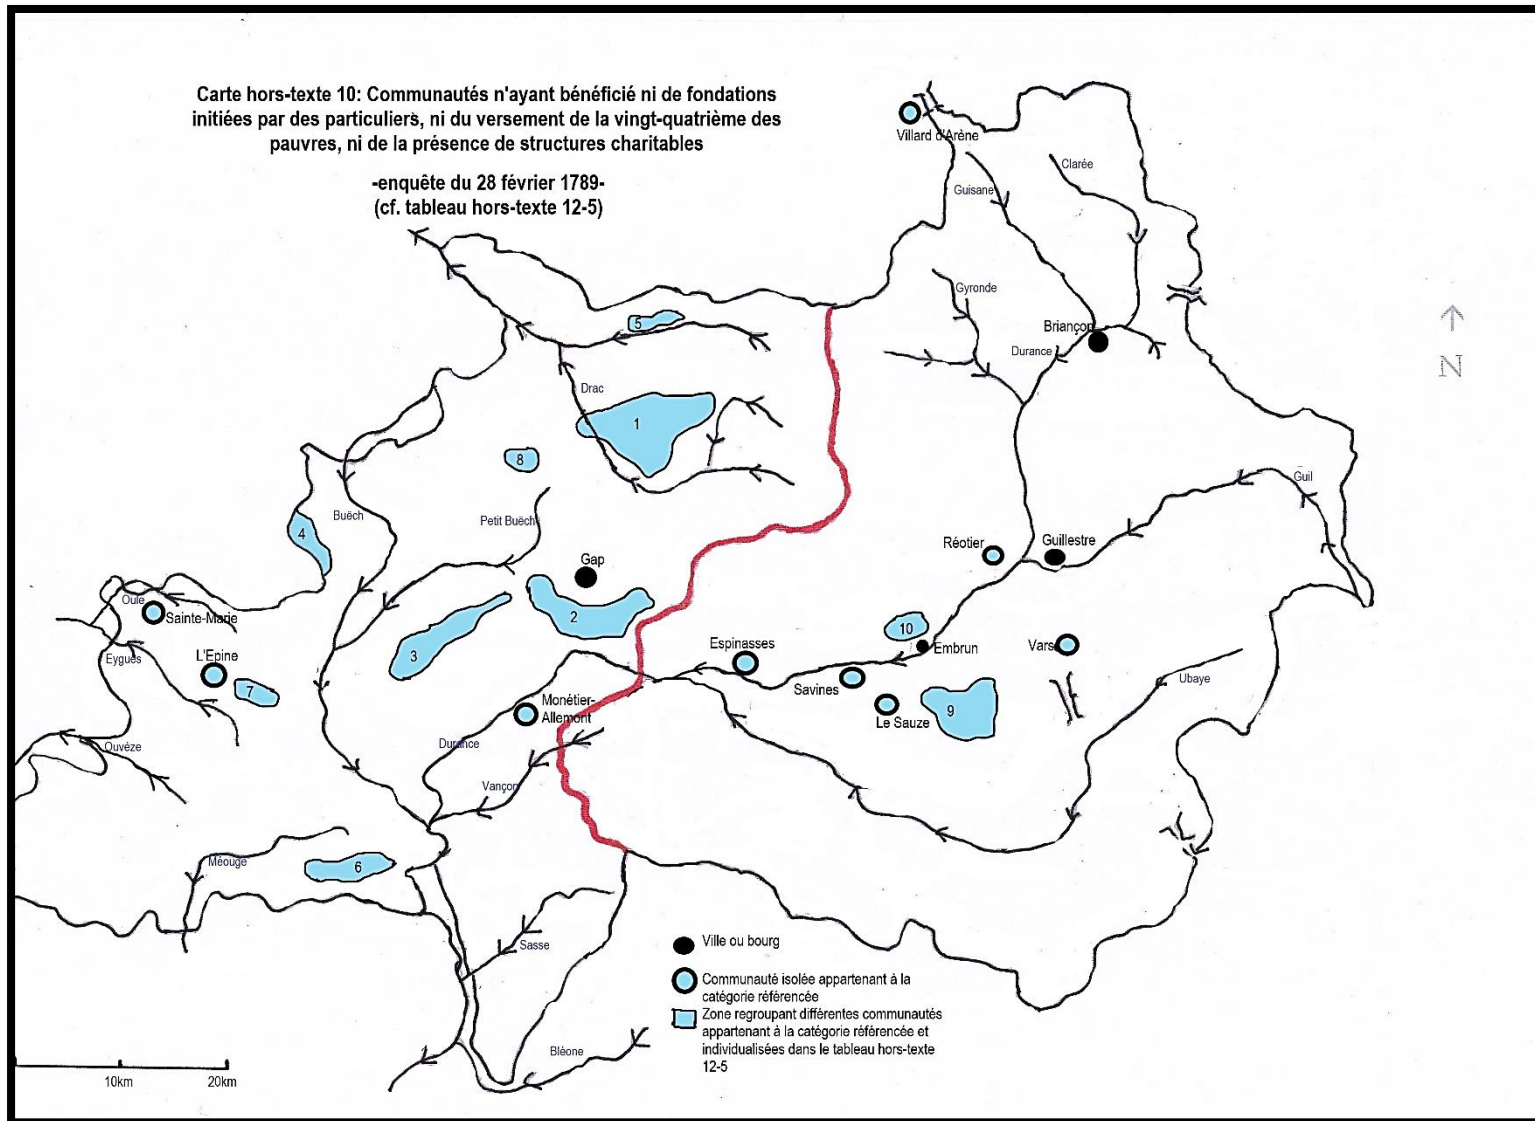 Carte hors-texte 10: Communautés n'ayant bénéficié ni de fondations
initiées par des particuliers, ni du versement de la vingt-quatrième des
pauvres, ni de la présence de structures charitables
-enquête du 28 février 1789-
(cf. tableau hors-texte 12-5)
Villard d'Arène
Clarée
Guisane
Gyronde
Briançon
Durance
N
5
Drac
1
8
Guil
Buëch
Petit Buëch
4
Réotier
Guillestre
Gap
Oule
Sainte-Marie
2
10
Espinasses
Embrun
Vars
Eygues
L'Epine
3
7
Savines
Ubaye
Monétier-
Allemont
Le Sauze
9
Ouvèze
Durance
Vançon
Méouge
6
Sasse
Bléone
Ville ou bourg
Communauté isolée appartenant à la
catégorie référencée
Zone regroupant différentes communautés
appartenant à la catégorie référencée et
individualisées dans le tableau hors-texte
12-5
10km
20km